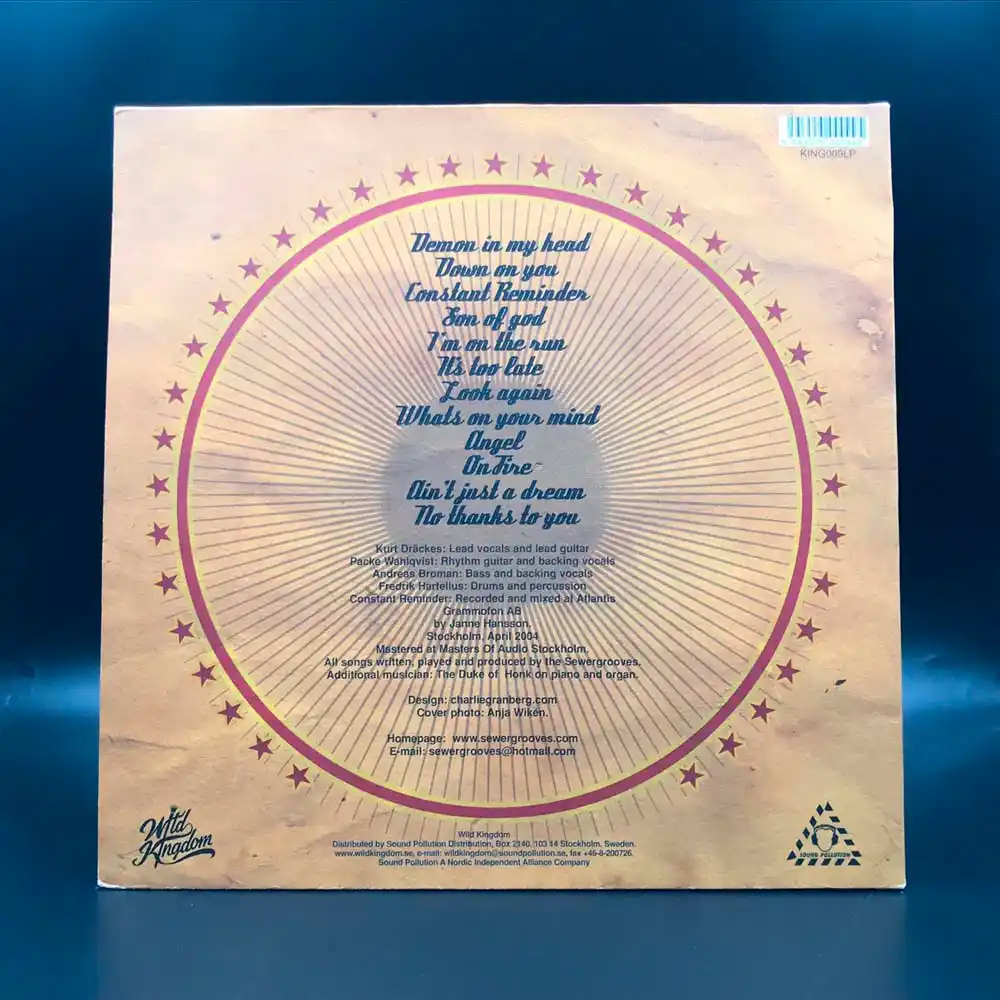 KING009LP
Demon in my head
Down on you
Constant Reminder
Son of god
I'm on the run
It's too late
Look again
Whats on your mind
Angel
On Fire
Ain't just a dream
No thanks to you
Kurt Dräckes: Lead vocals and lead guitar
Packe Wahlqvist: Rhythm guitar and backing vocals
Andreas Broman: Bass and backing vocals
Fredrik Hartelius: Drums and percussion
Constant Reminder: Recorded and mixed at Atlantis
Grammofon AB
by Janne Hansson.
Stockholm, April 2004
Mastered at Masters Of Audio Stockholm.
All songs written, played and produced by the Sewergrooves.
Additional musician: The Duke of Honk on piano and organ.
Design: charliegranberg.com
Cover photo: Anja Wikén.
Homepage: www.sewergrooves.com
E-mail: sewergrooves@hotmail.com
Wild Kingdom
SOUND POLLUTION
Wild Kingdom
Distributed by Sound Pollution Distribution, Box 2140, 103 14 Stockholm, Sweden.
www.wildkingdom.se, e-mail: wildkingdom@soundpollution.se, fax +46-8-200726.
Sound Pollution A Nordic Independent Alliance Company